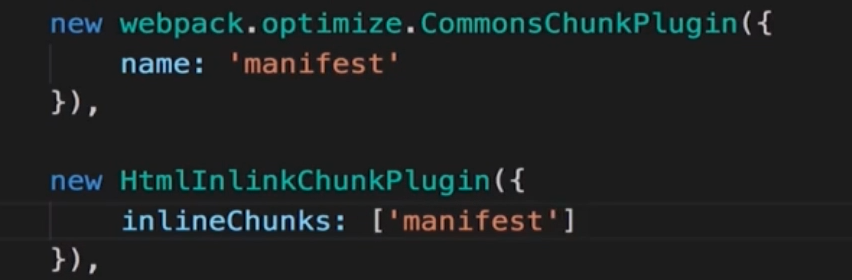 new webpack.optimize.CommonsChunkPlugin({
    name: 'manifest'
}),
new HtmlInlinkChunkPlugin({
    inlineChunks: ['manifest']
}),